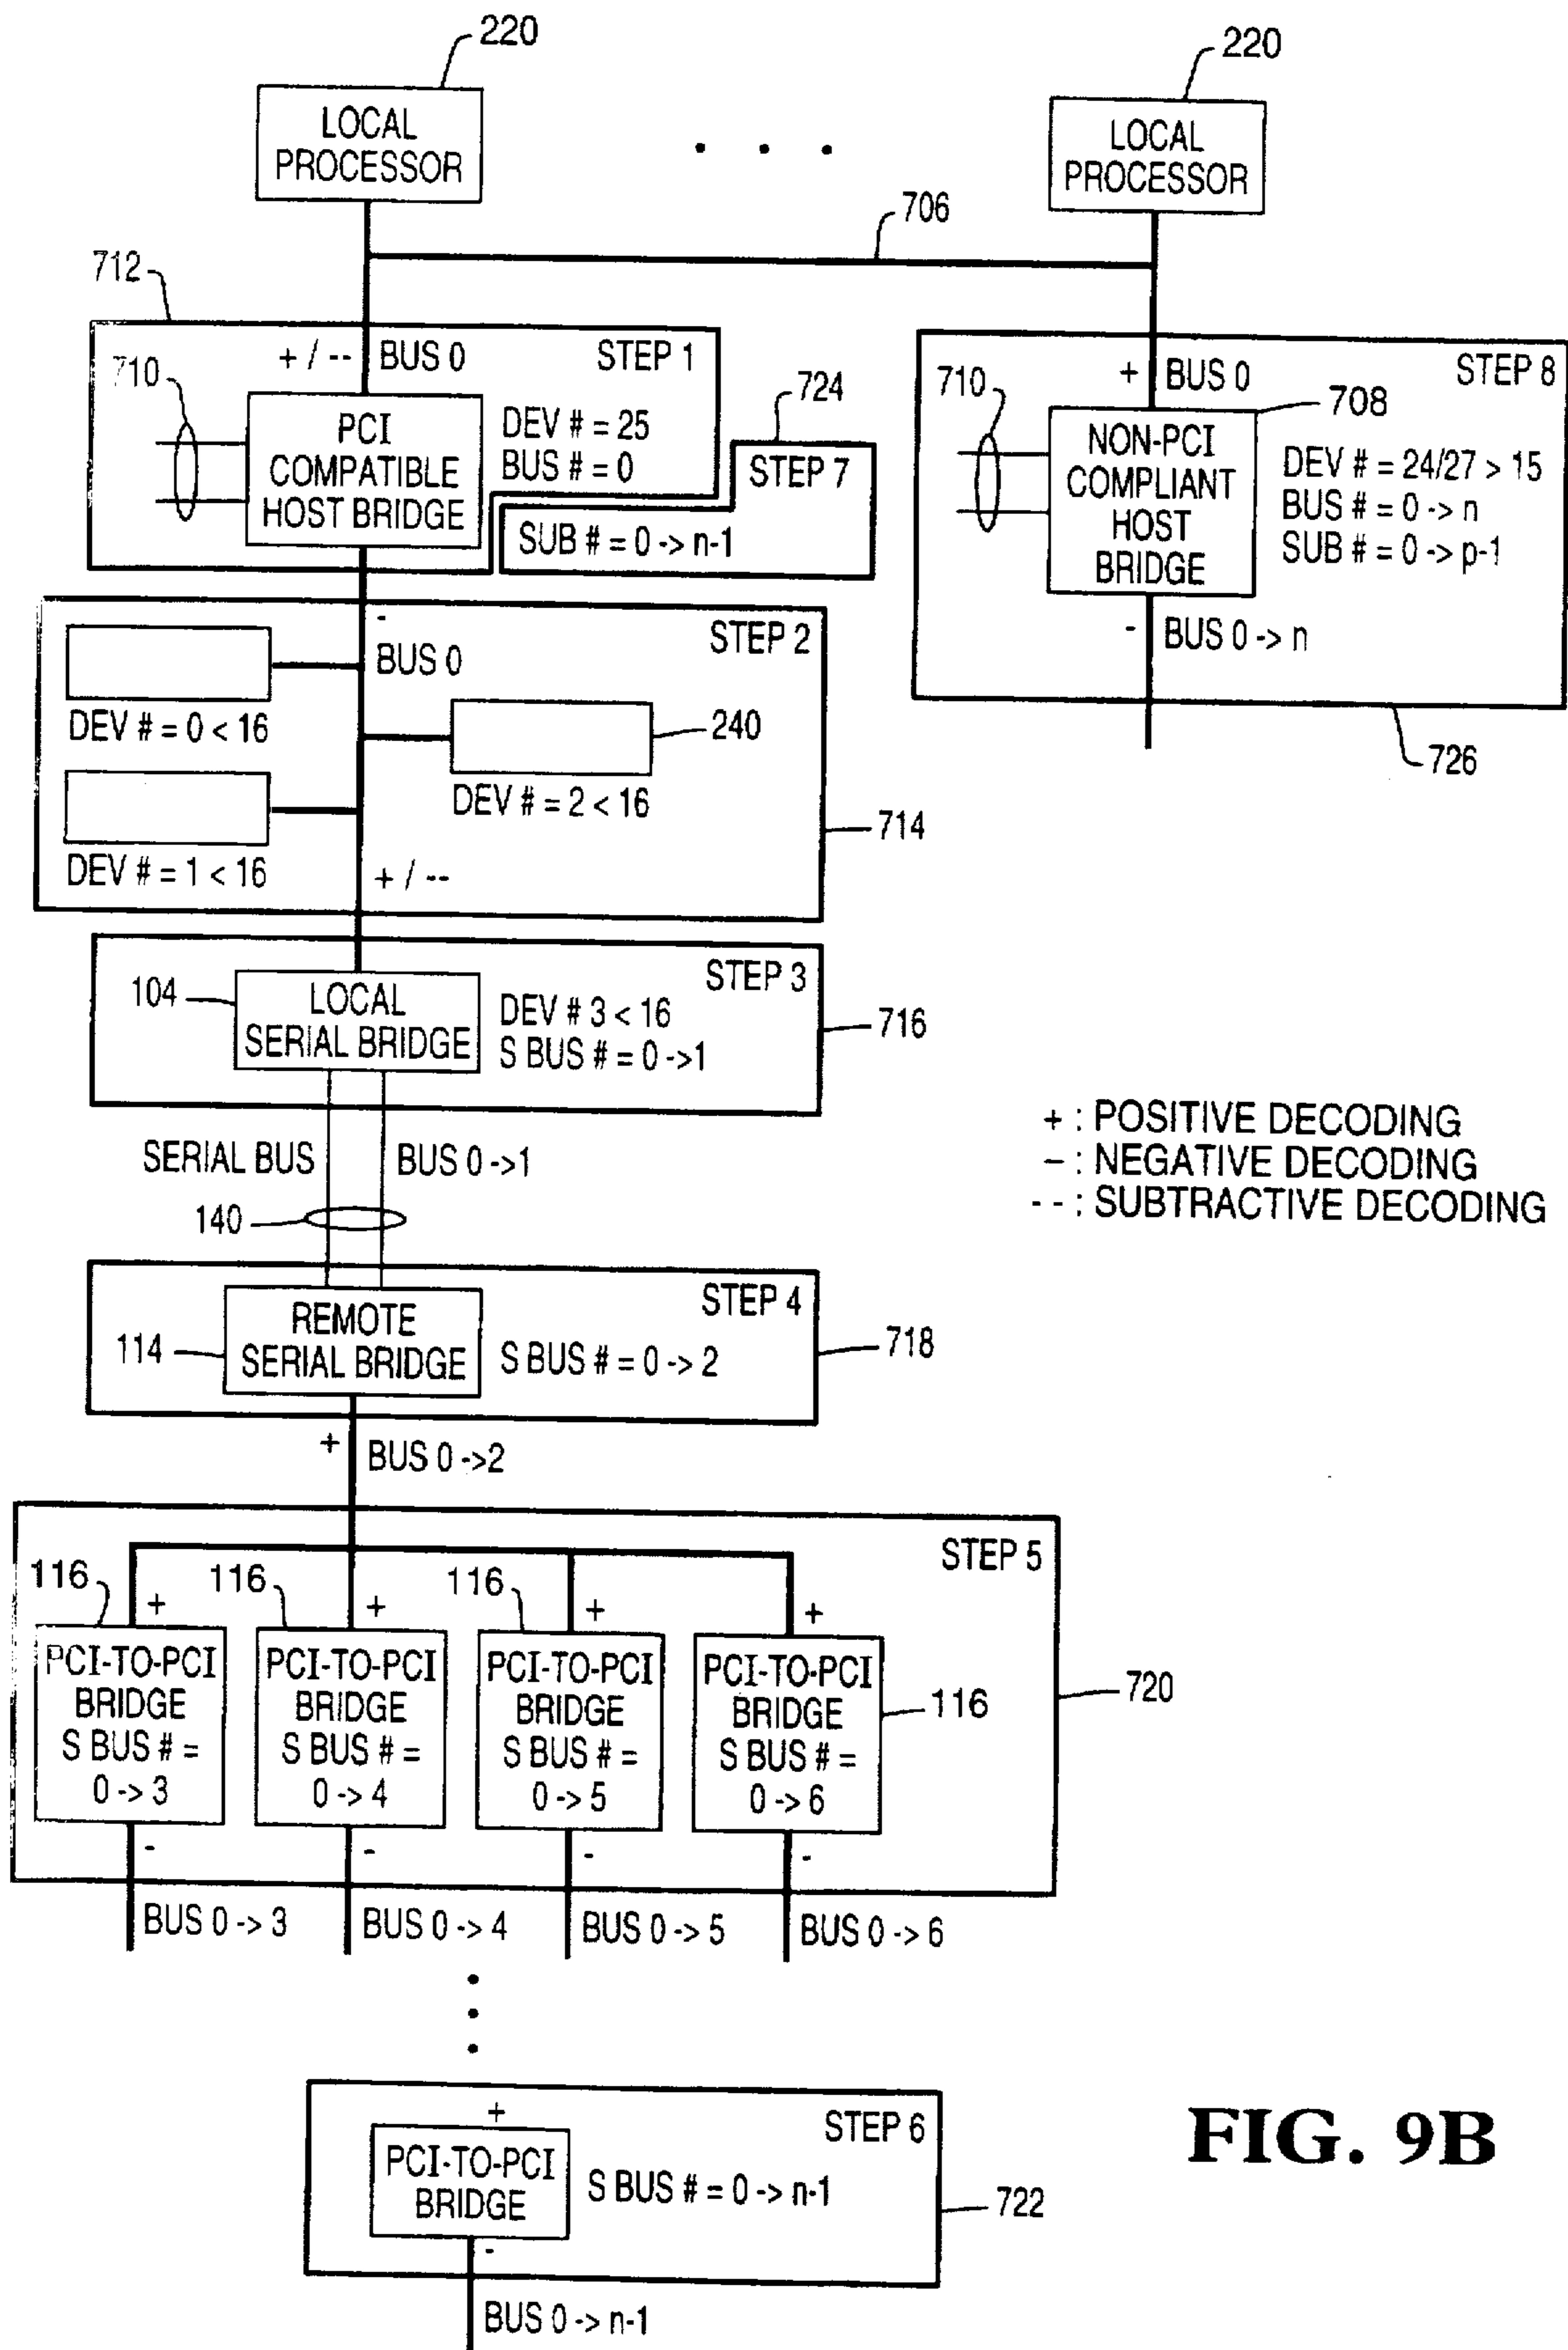 220
220
LOCAL
PROCESSOR
LOCAL
PROCESSOR
706
712
+ / -- BUS 0
STEP 1
710
PCI
COMPATIBLE
HOST BRIDGE
DEV # = 25
BUS # = 0
724
STEP 7
SUB # = 0 -> n-1
+ BUS 0
STEP 8
710
708
NON-PCI
COMPLIANT
HOST
BRIDGE
DEV # = 24/27 > 15
BUS # = 0 -> n
SUB # = 0 -> p-1
- BUS 0 -> n
726
-
BUS 0
STEP 2
DEV # = 0 < 16
240
DEV # = 2 < 16
DEV # = 1 < 16
+ / --
714
STEP 3
104
LOCAL
SERIAL BRIDGE
DEV # 3 < 16
S BUS # = 0 ->1
716
SERIAL BUS
BUS 0 ->1
140
+ : POSITIVE DECODING
- : NEGATIVE DECODING
- - : SUBTRACTIVE DECODING
STEP 4
114
REMOTE
SERIAL BRIDGE
S BUS # = 0 -> 2
718
+ BUS 0 ->2
STEP 5
116
+
PCI-TO-PCI
BRIDGE
S BUS # =
0 -> 3
-
116
+
PCI-TO-PCI
BRIDGE
S BUS # =
0 -> 4
-
116
+
PCI-TO-PCI
BRIDGE
S BUS # =
0 -> 5
-
+
PCI-TO-PCI
BRIDGE
S BUS # =
0 -> 6
-
116
720
BUS 0 -> 3
BUS 0 -> 4
BUS 0 -> 5
BUS 0 -> 6
+
STEP 6
PCI-TO-PCI
BRIDGE
S BUS # = 0 -> n-1
722
-
BUS 0 -> n-1
FIG. 9B